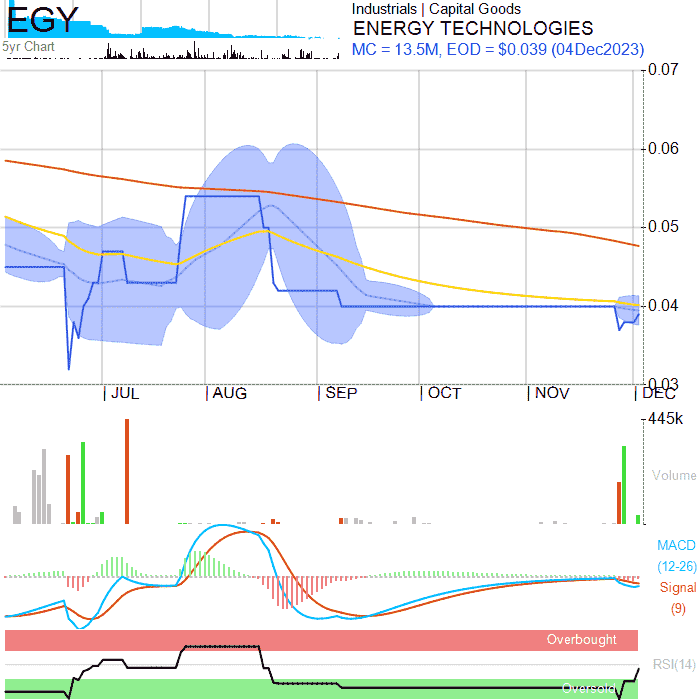 EGY
5yr Chart
Industrials | Capital Goods
ENERGY TECHNOLOGIES
MC = 13.5M, EOD = $0.039 (04Dec2023)
0.07
0.06
0.05
0.04
0.03
JUL AUG SEP OCT NOV DEC
445k
Volume
MACD
(12-26)
Signal
(9)
Overbought
RSI(14)
Oversold